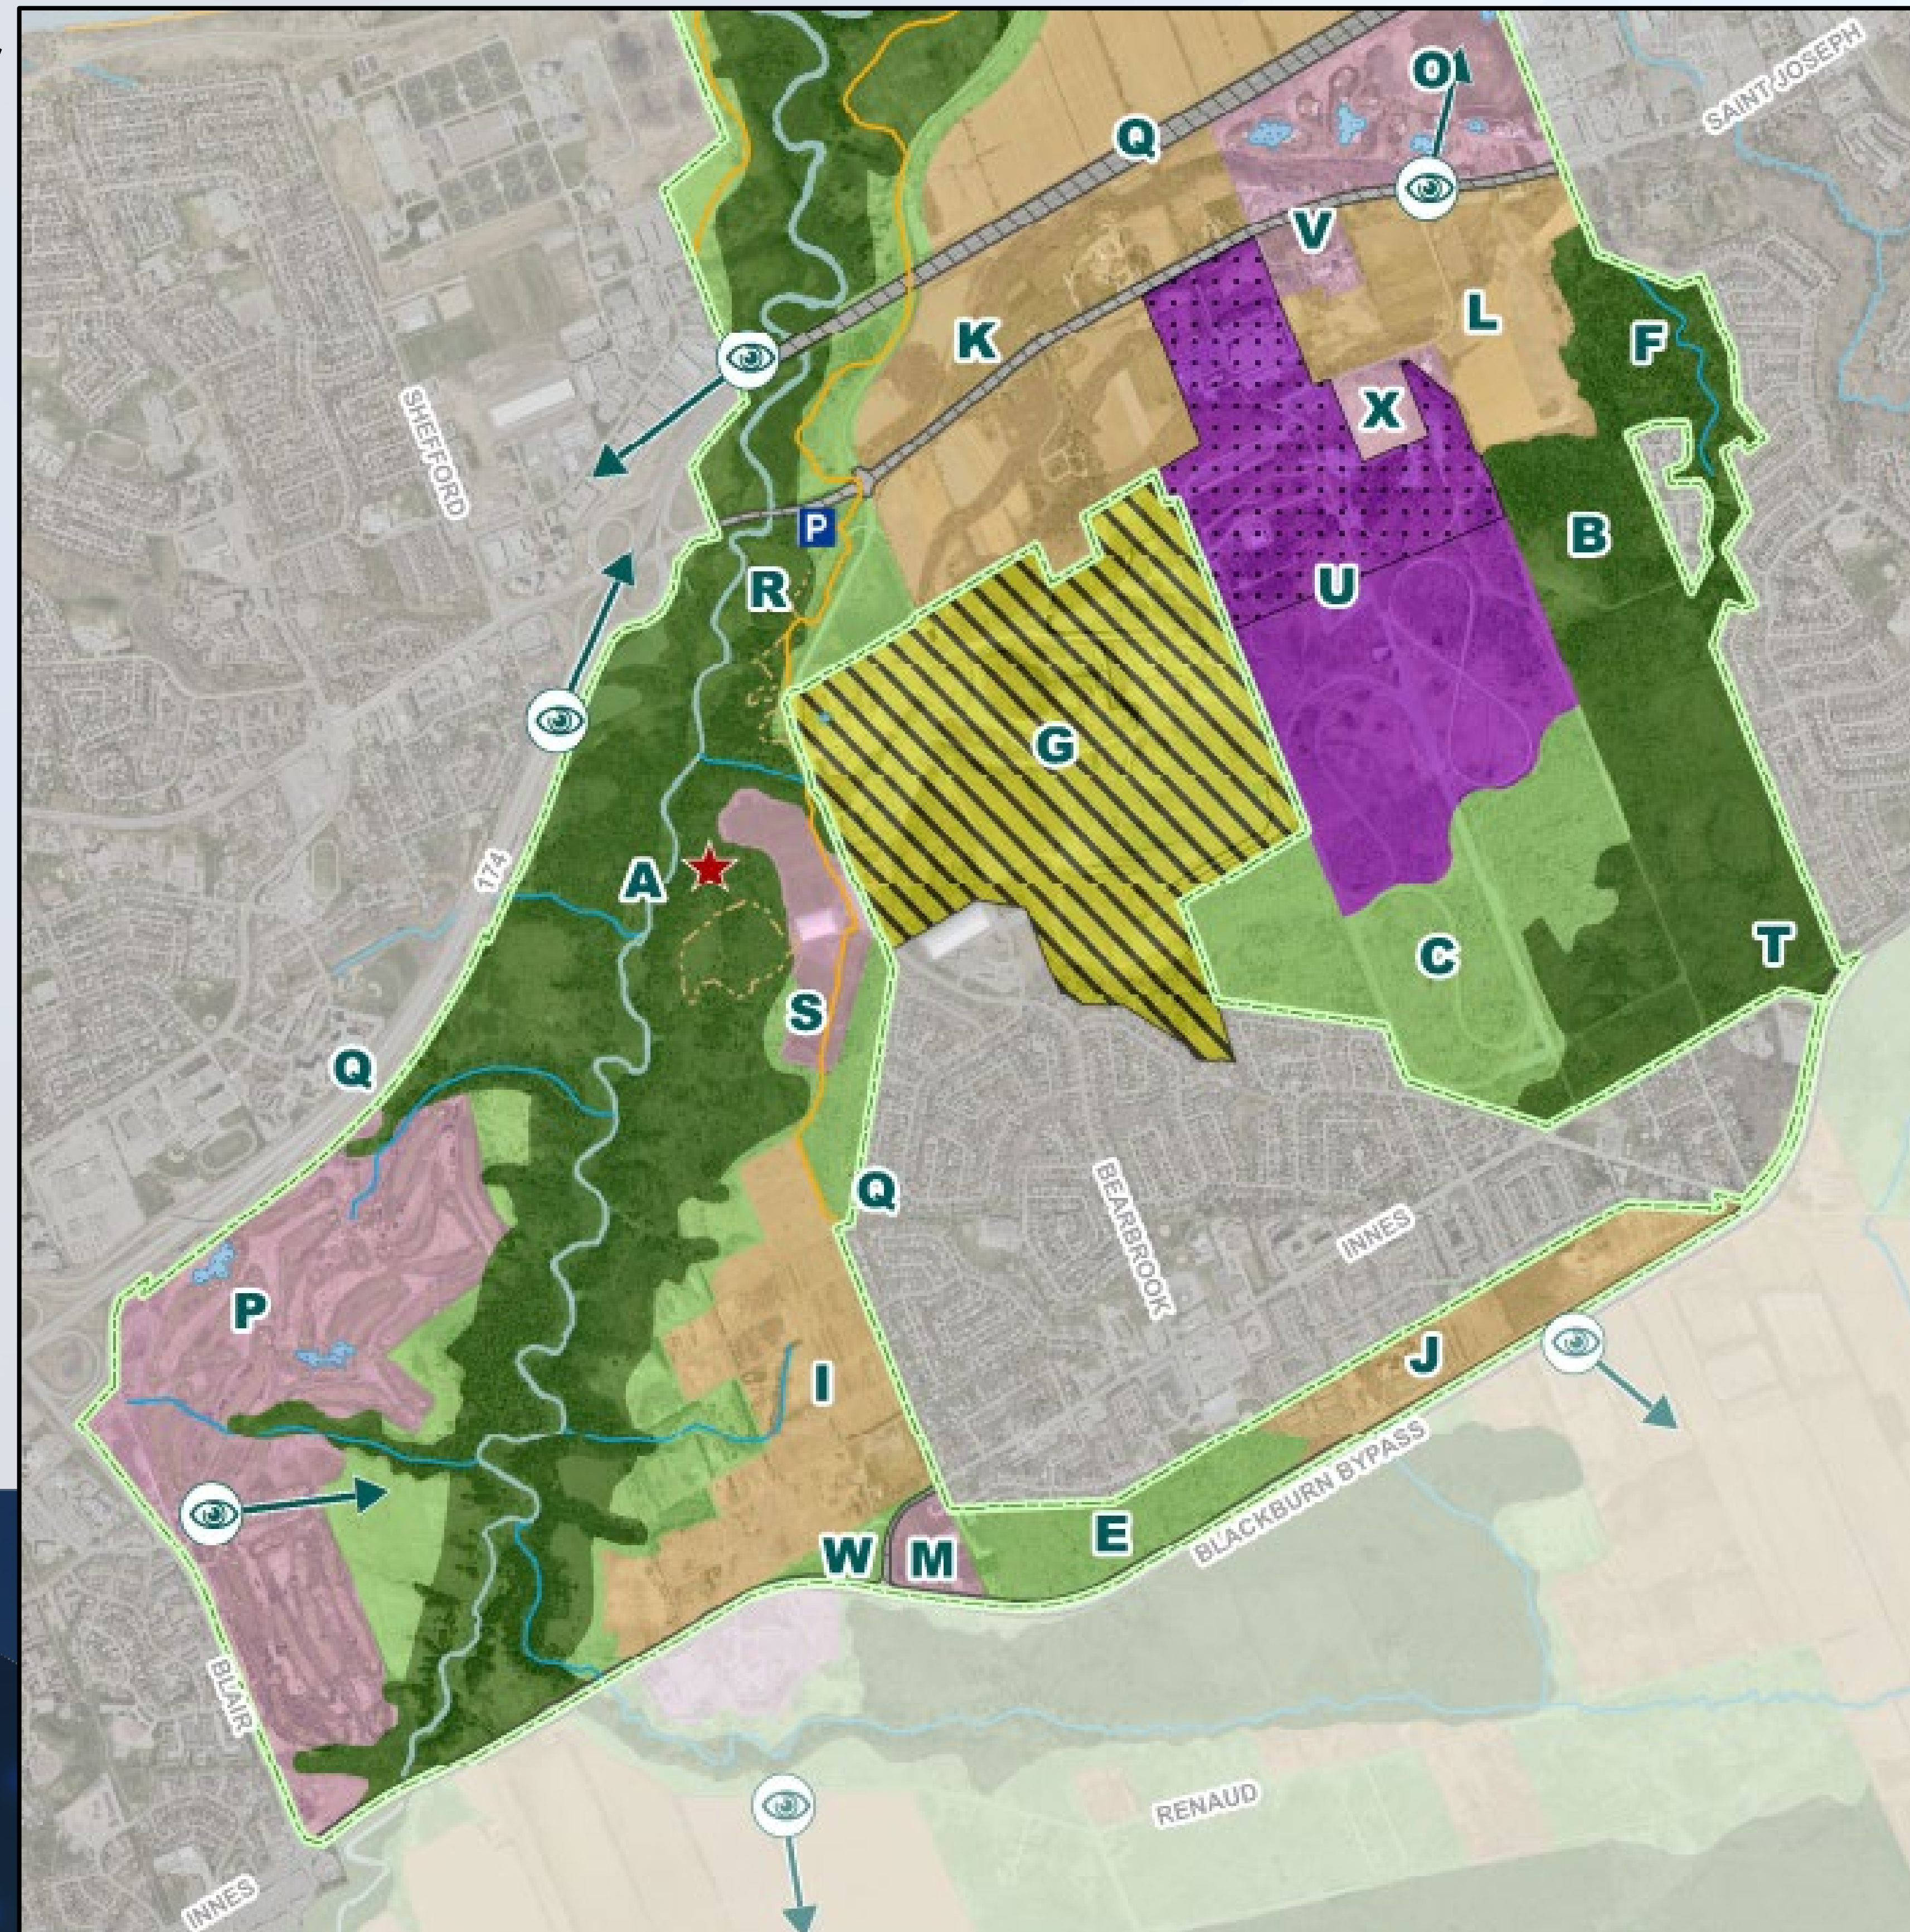 O
SAINT JOSEPH
Q
V
L
K
F
X
SHEFFORD
P
B
R
U
G
174
A
T
C
S
Q
Q
BEARBROOK
INNES
P
J
I
BLACKBURN BYPASS
E
W
M
BLAIR
RENAUD
INNES